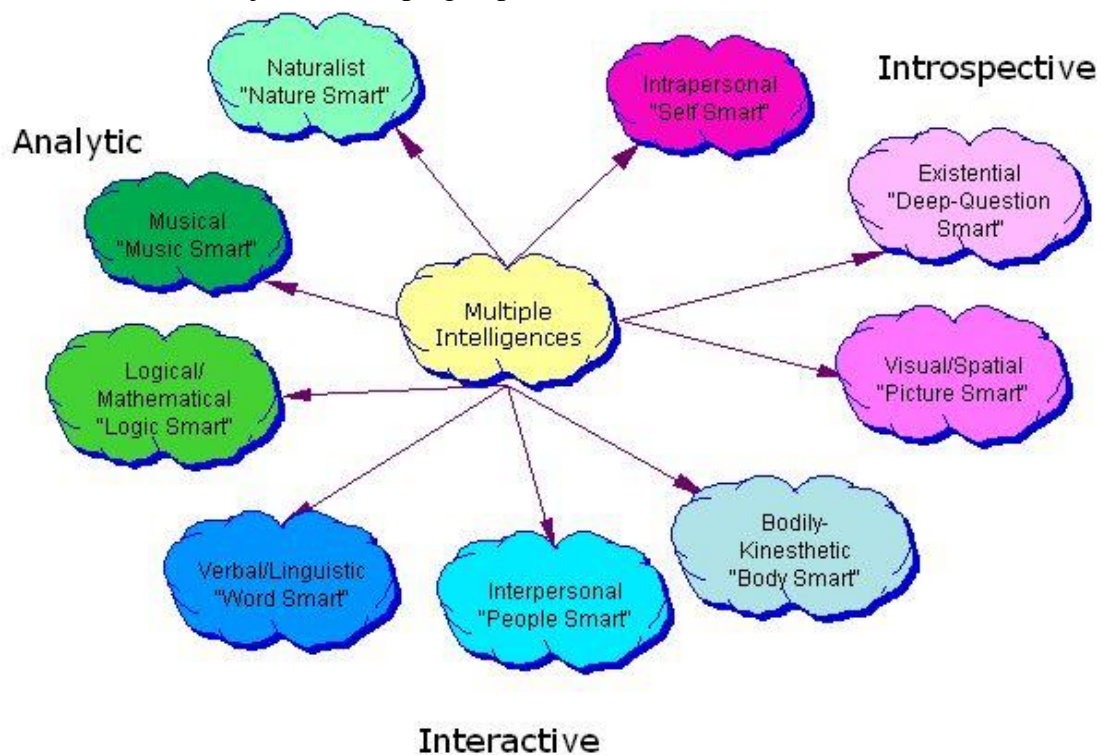 Naturalist
"Nature Smart"
Intrapersonal
"Self Smart"
Introspective
Analytic
Existential
"Deep-Question
Smart"
Musical
"Music Smart"
Multiple
Intelligences
Logical/
Mathematical
"Logic Smart"
Visual/Spatial
"Picture Smart"
Bodily-
Kinesthetic
"Body Smart"
Verbal/Linguistic
"Word Smart"
Interpersonal
"People Smart"
Interactive